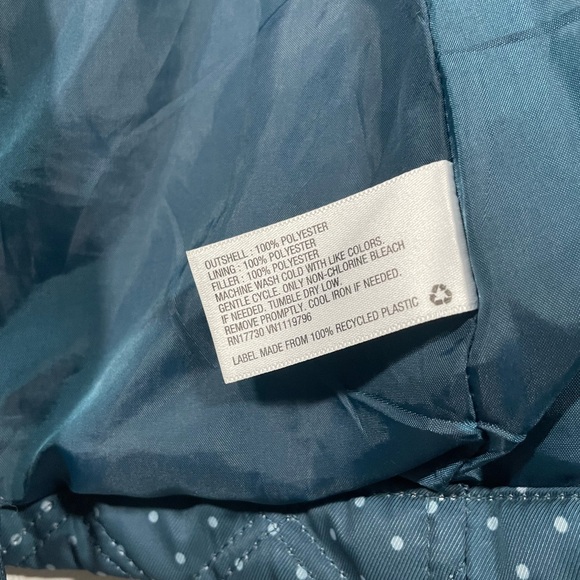 OUTSHELL : 100% POLYESTER
LINING : 100% POLYESTER
FILLER : 100% POLYESTER
MACHINE WASH COLD WITH LIKE COLORS.
GENTLE CYCLE. ONLY NON-CHLORINE BLEACH
IF NEEDED. TUMBLE DRY LOW.
REMOVE PROMPTLY. COOL IRON IF NEEDED.
RN17730 VN1119796
LABEL MADE FROM 100% RECYCLED PLASTIC